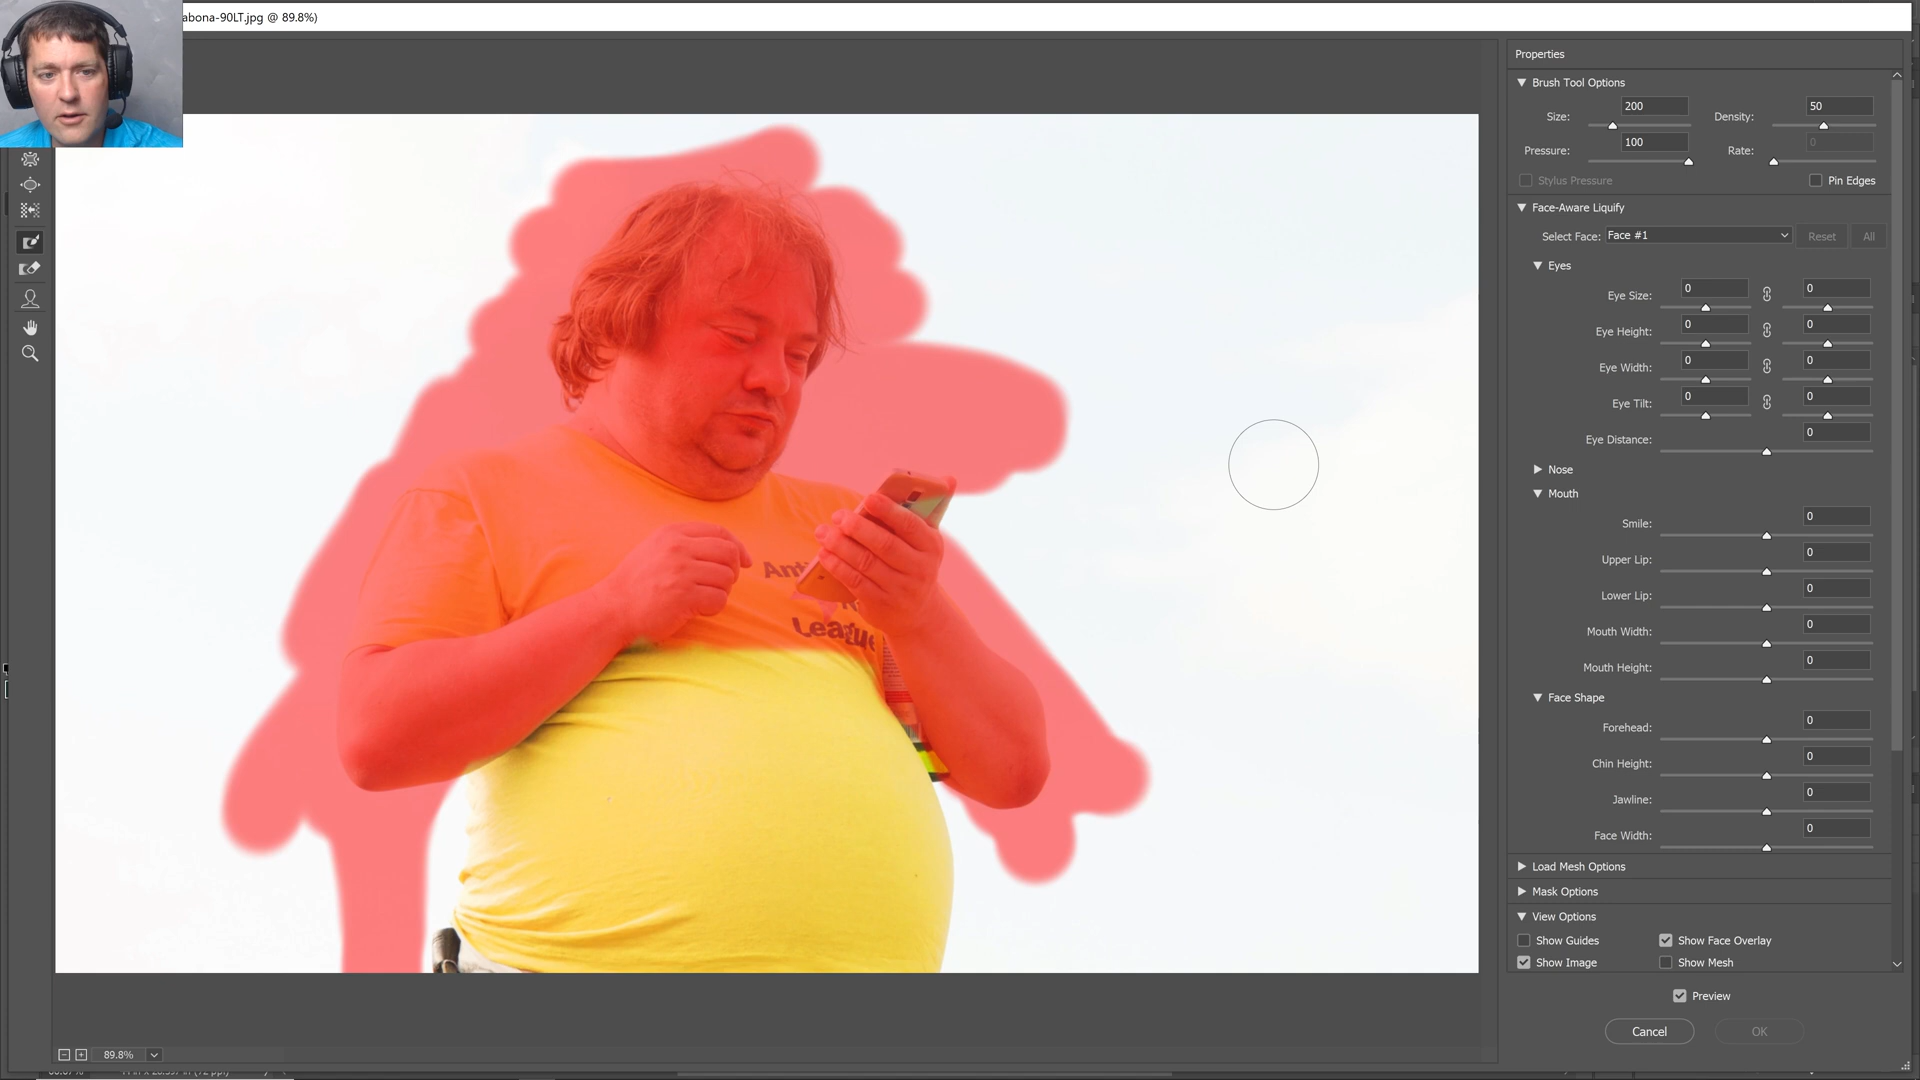 abona-90LT.jpg @ 89.8%)
Properties
Brush Tool Options
Size: 200 Density: 50
Pressure: 100 Rate: 0
Stylus Pressure Pin Edges
Face-Aware Liquify
Select Face: Face #1 Reset All
Eyes
Eye Size: 0 0
Eye Height: 0 0
Eye Width: 0 0
Eye Tilt: 0 0
Eye Distance: 0
Nose
Mouth
Smile: 0
Upper Lip: 0
Lower Lip: 0
Mouth Width: 0
Mouth Height: 0
Face Shape
Forehead: 0
Chin Height: 0
Jawline: 0
Face Width: 0
Load Mesh Options
Mask Options
View Options
Show Guides Show Face Overlay
Show Image Show Mesh
Preview
Cancel OK
Ant
League
89.8%